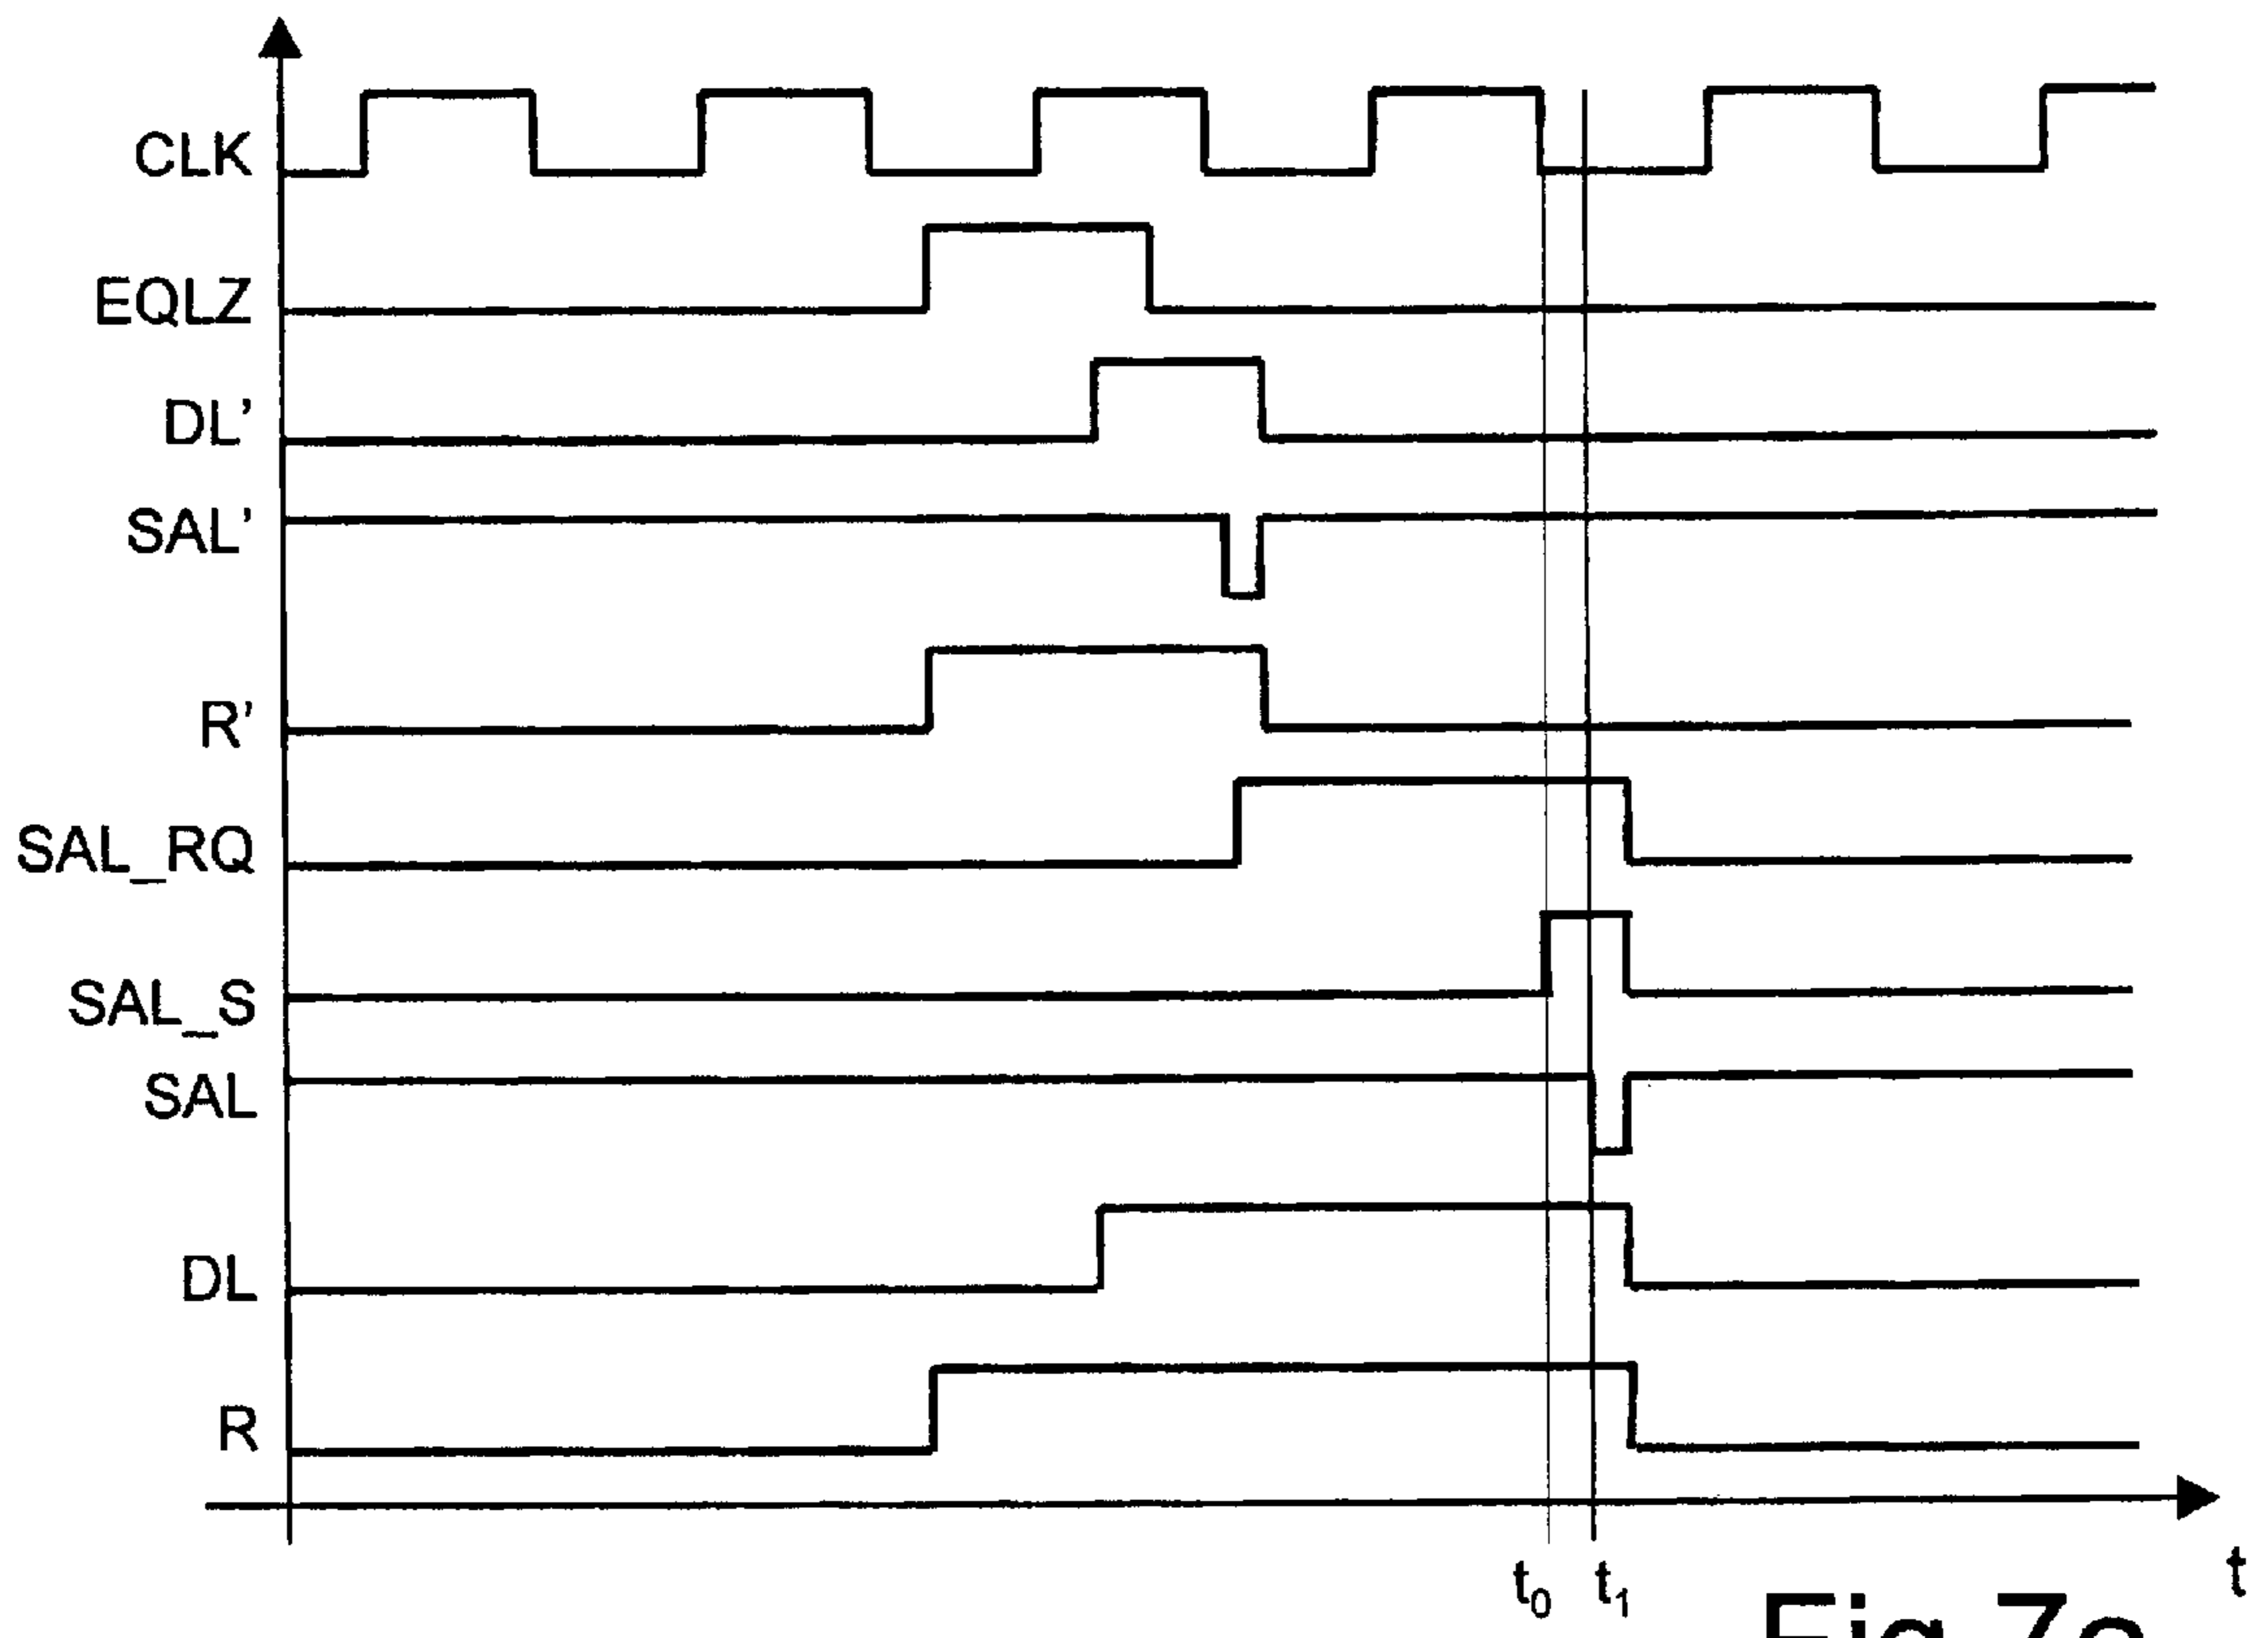 CLK
EQLZ
DL'
SAL'
R'
SAL_RQ
SAL_S
SAL
DL
R
t₀ t₁
t